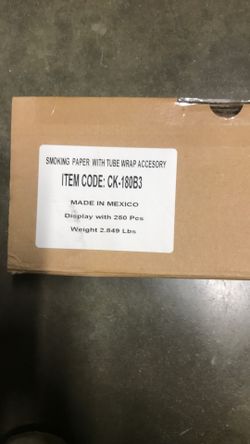 SMOKING PAPER WITH TUBE WRAP ACCESORY
ITEM CODE: CK-180B3
MADE IN MEXICO
Display with 250 Pcs
Weight 2.849 Lbs